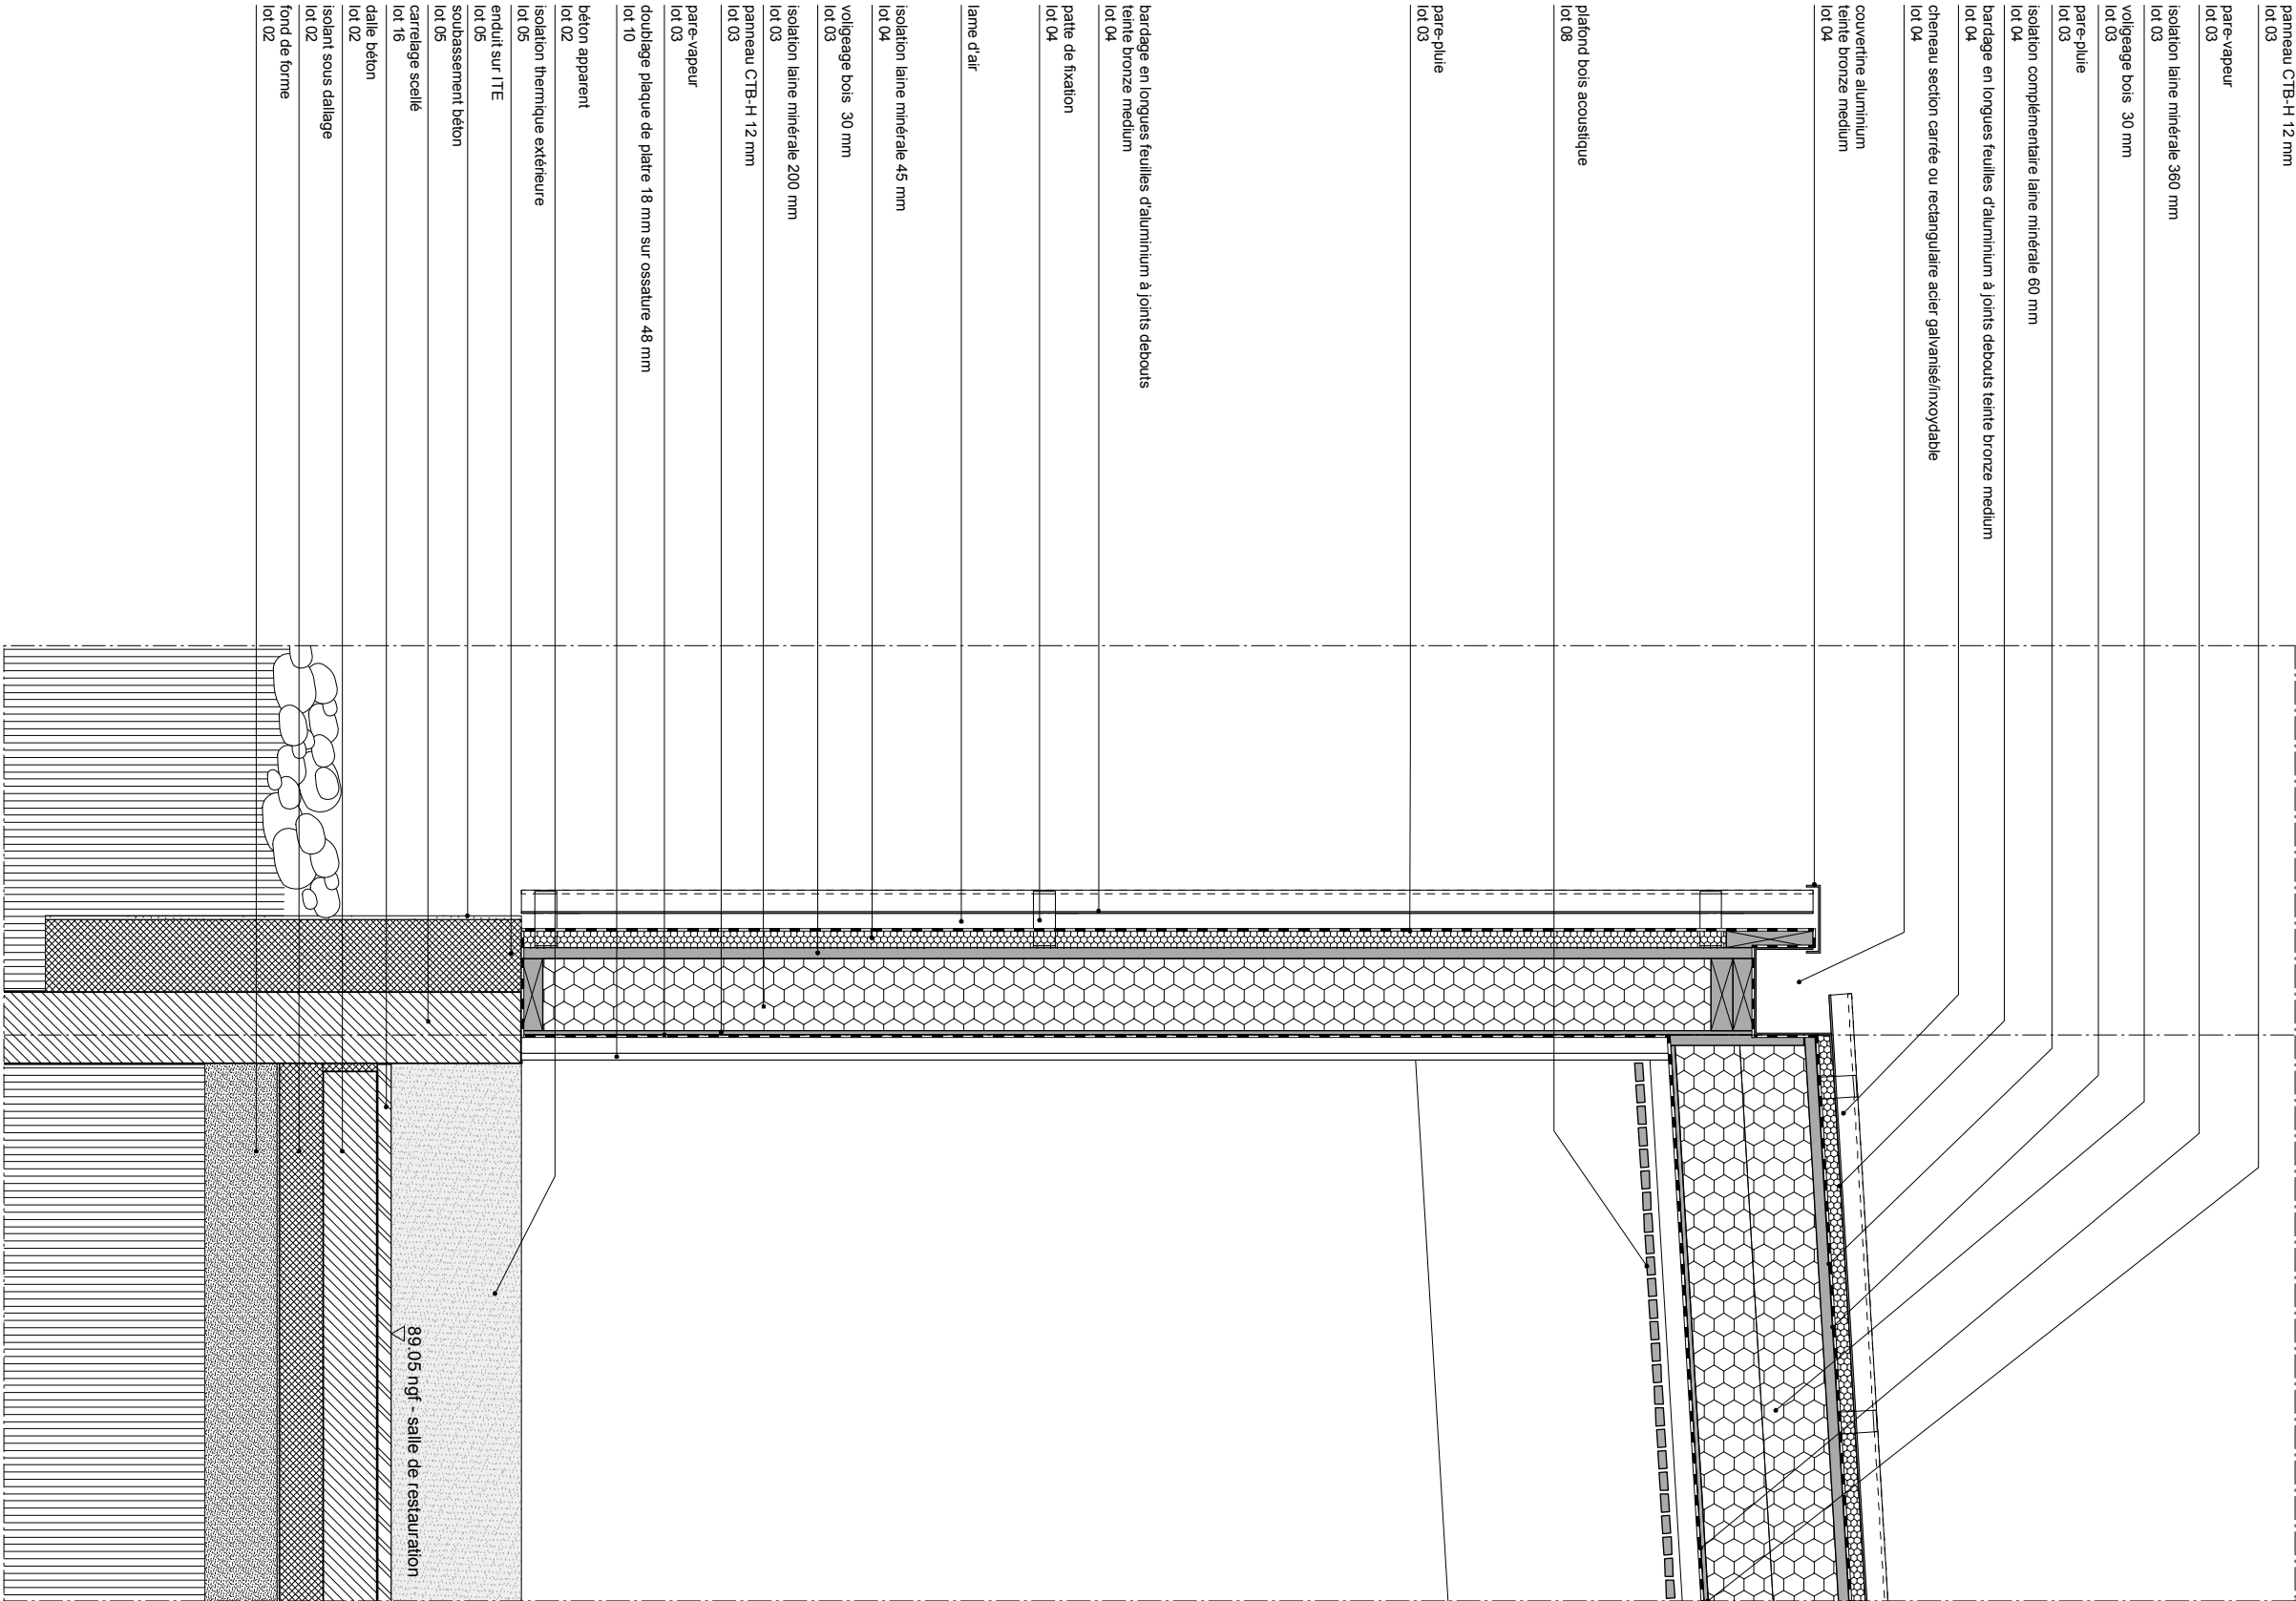 panneau CTB-H 12 mm
lot 03
pare-vapeur
lot 03
isolation laine minérale 360 mm
lot 03
voligeage bois 30 mm
lot 03
pare-pluie
lot 03
isolation complémentaire laine minérale 60 mm
lot 04
bardage en longues feuilles d'aluminium à joints debouts teinte bronze medium
lot 04
cheneau section carrée ou rectangulaire acier galvanisé/inxoydable
lot 04
couvertine aluminium
teinte bronze medium
lot 04
plafond bois acoustique
lot 08
pare-pluie
lot 03
bardage en longues feuilles d'aluminium à joints debouts
teinte bronze medium
lot 04
patte de fixation
lot 04
lame d'air
isolation laine minérale 45 mm
lot 04
voligeage bois 30 mm
lot 03
isolation laine minérale 200 mm
lot 03
panneau CTB-H 12 mm
lot 03
pare-vapeur
lot 03
doublage plaque de platre 18 mm sur ossature 48 mm
lot 10
béton apparent
lot 02
isolation thermique extérieure
lot 05
enduit sur ITE
lot 05
soubassement béton
lot 05
carrelage scellé
lot 16
dalle béton
lot 02
isolant sous dallage
lot 02
fond de forme
lot 02
89.05 ngf - salle de restauration